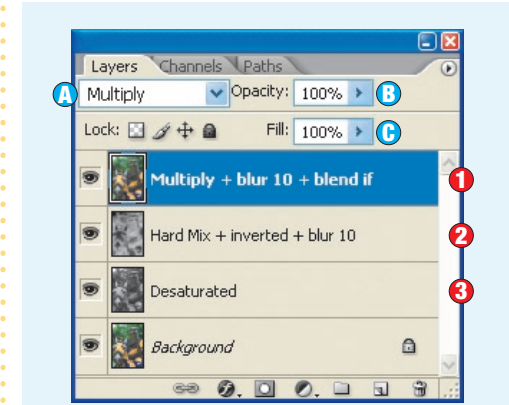 Layers Channels Paths
A Multiply Opacity: 100% B
Lock: Fill: 100% C
Multiply + blur 10 + blend if 1
Hard Mix + inverted + blur 10 2
Desaturated 3
Background